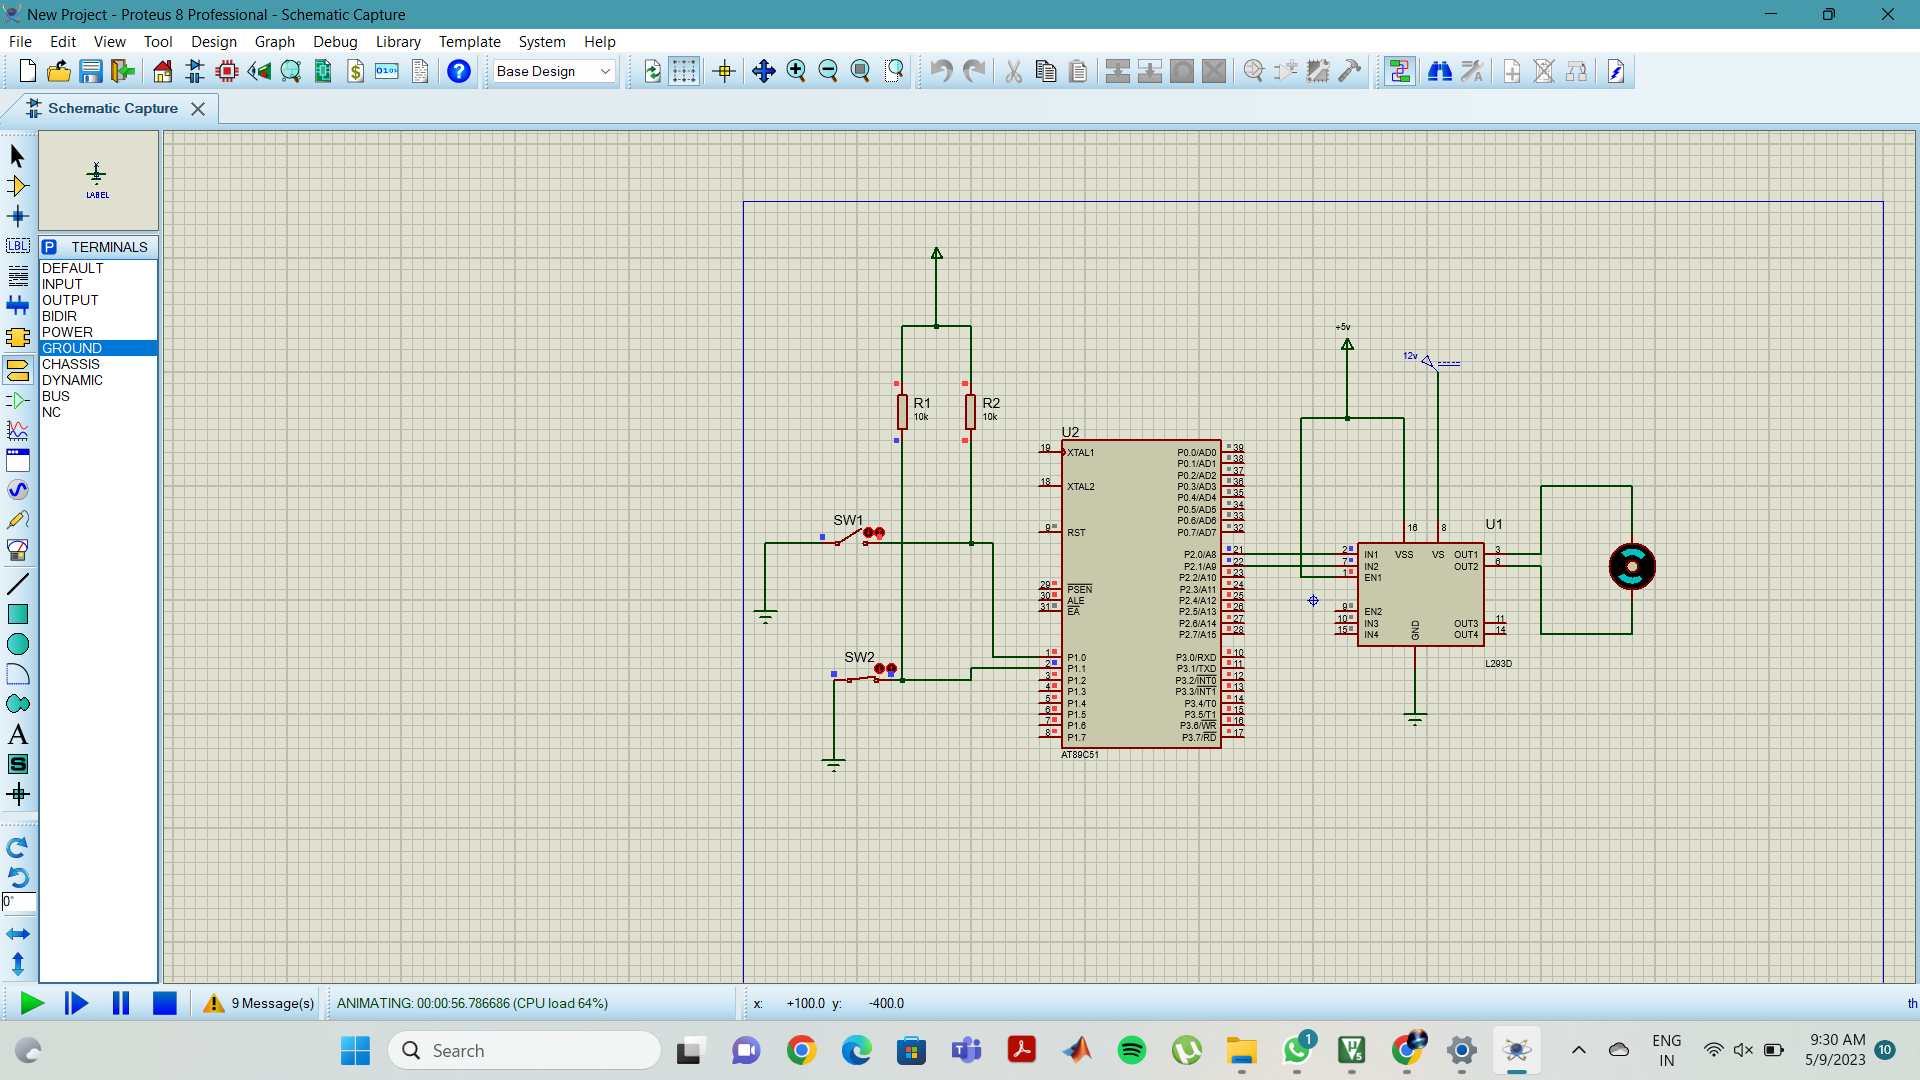 New Project - Proteus 8 Professional - Schematic Capture
File Edit View Tool Design Graph Debug Library Template System Help
Base Design
Schematic Capture
LABEL
LBL
P TERMINALS
DEFAULT
INPUT
OUTPUT
BIDIR
POWER
GROUND
CHASSIS
DYNAMIC
BUS
NC
A
S
0°
R1
10k
R2
10k
SW1
SW2
U2
19 XTAL1
18 XTAL2
9 RST
29 PSEN
30 ALE
31 EA
1 P1.0
2 P1.1
3 P1.2
4 P1.3
5 P1.4
6 P1.5
7 P1.6
8 P1.7
P0.0/AD0 39
P0.1/AD1 38
P0.2/AD2 37
P0.3/AD3 36
P0.4/AD4 35
P0.5/AD5 34
P0.6/AD6 33
P0.7/AD7 32
P2.0/A8 21
P2.1/A9 22
P2.2/A10 23
P2.3/A11 24
P2.4/A12 25
P2.5/A13 26
P2.6/A14 27
P2.7/A15 28
P3.0/RXD 10
P3.1/TXD 11
P3.2/INT0 12
P3.3/INT1 13
P3.4/T0 14
P3.5/T1 15
P3.6/WR 16
P3.7/RD 17
AT89C51
+5v
12v
U1
16 8
VSS VS
2 IN1
7 IN2
1 EN1
9 EN2
10 IN3
15 IN4
GND
OUT1 3
OUT2 6
OUT3 11
OUT4 14
L293D
9 Message(s)
ANIMATING: 00:00:56.786686 (CPU load 64%)
x: +100.0 y: -400.0
th
Search
1
ENG
IN
9:30 AM
5/9/2023
10